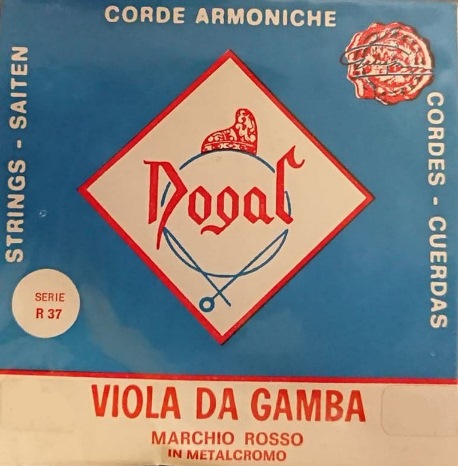 CORDE ARMONICHE
STRINGS - SAITEN
CORDES - CUERDAS
Dogal
SERIE
R 37
VIOLA DA GAMBA
MARCHIO ROSSO
IN METALCROMO